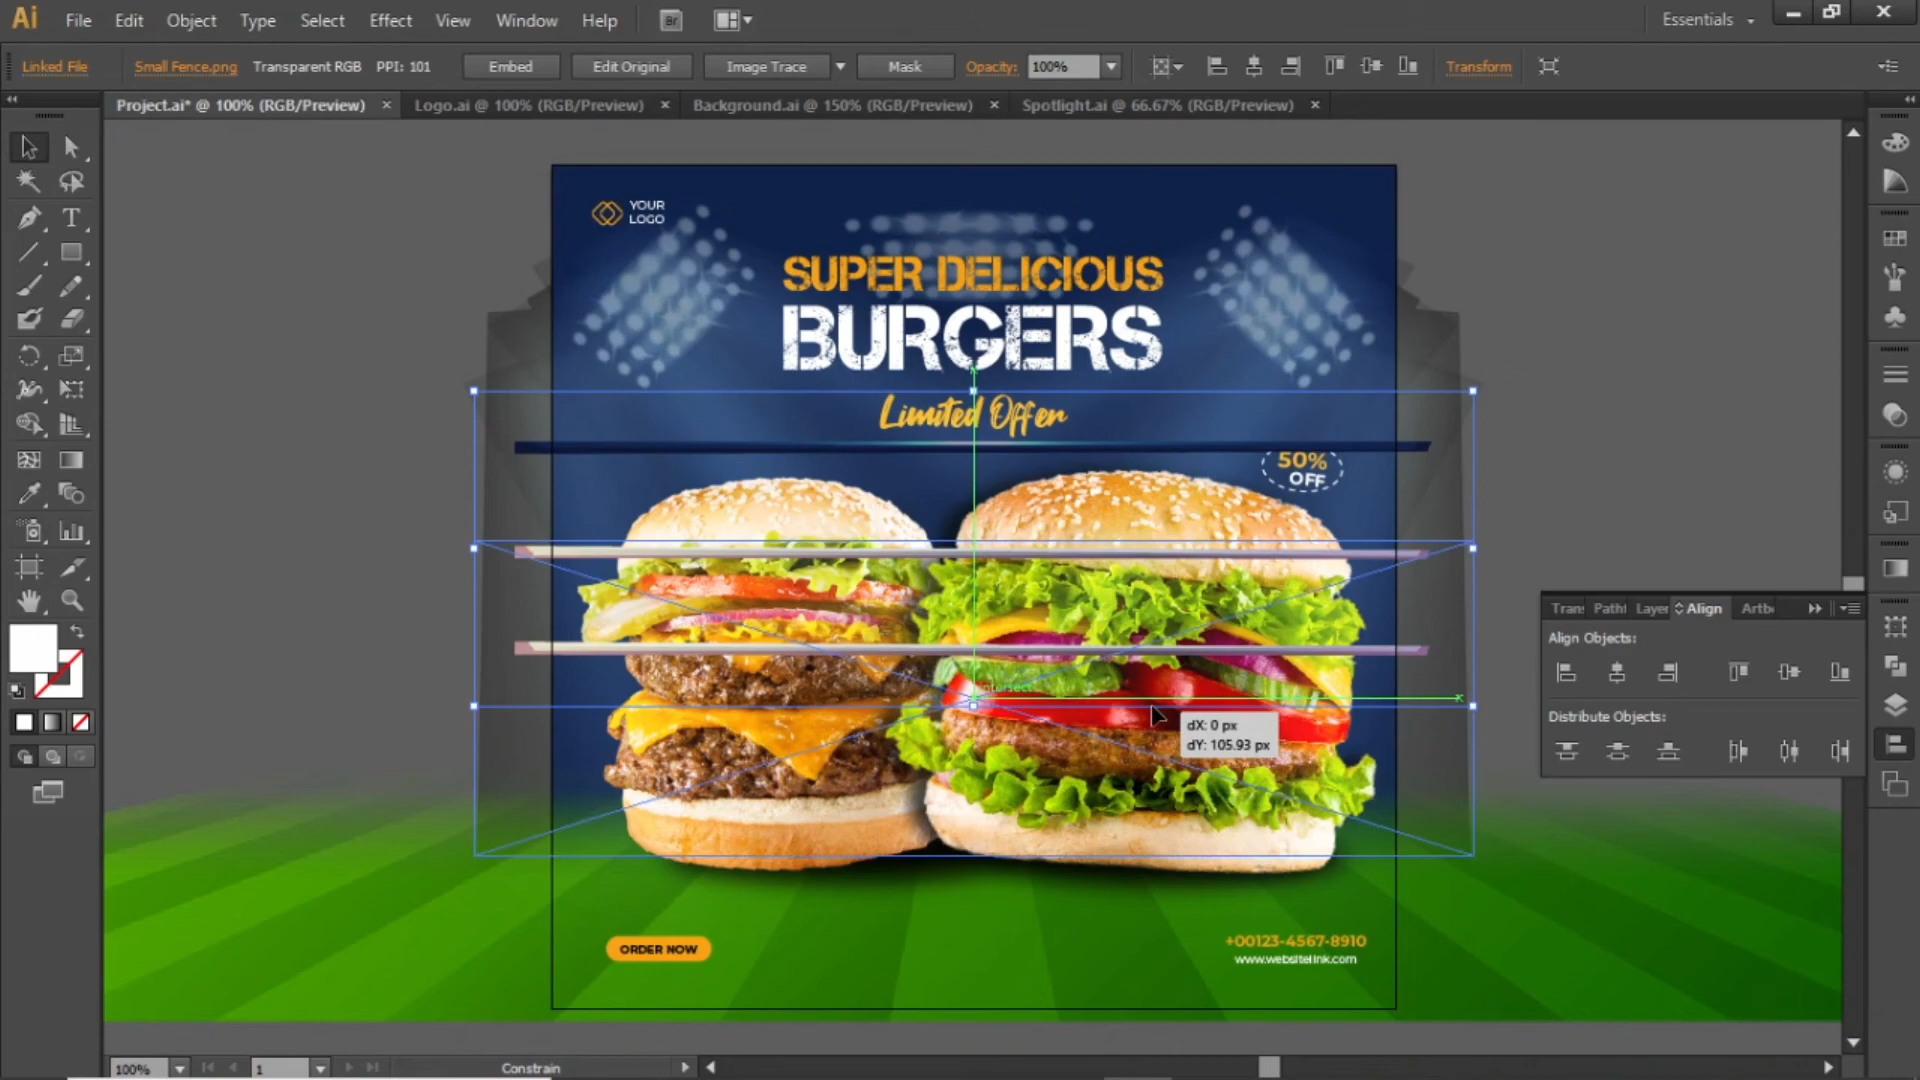 Ai File Edit Object Type Select Effect View Window Help Br Essentials
Linked File Small Fence.png Transparent RGB PPI: 101 Embed Edit Original Image Trace Mask Opacity: 100% Transform
Project.ai* @ 100% (RGB/Preview) × Logo.ai @ 100% (RGB/Preview) × Background.ai @ 150% (RGB/Preview) × Spotlight.ai @ 66.67% (RGB/Preview) ×
YOUR
LOGO
SUPER DELICIOUS
BURGERS
Limited Offer
50%
OFF
intersect
dX: 0 px
dY: 105.93 px
Tran: Pathf Layer Align Artb
Align Objects:
Distribute Objects:
ORDER NOW
+00123-4567-8910
www.websitelink.com
100% 1 Constrain